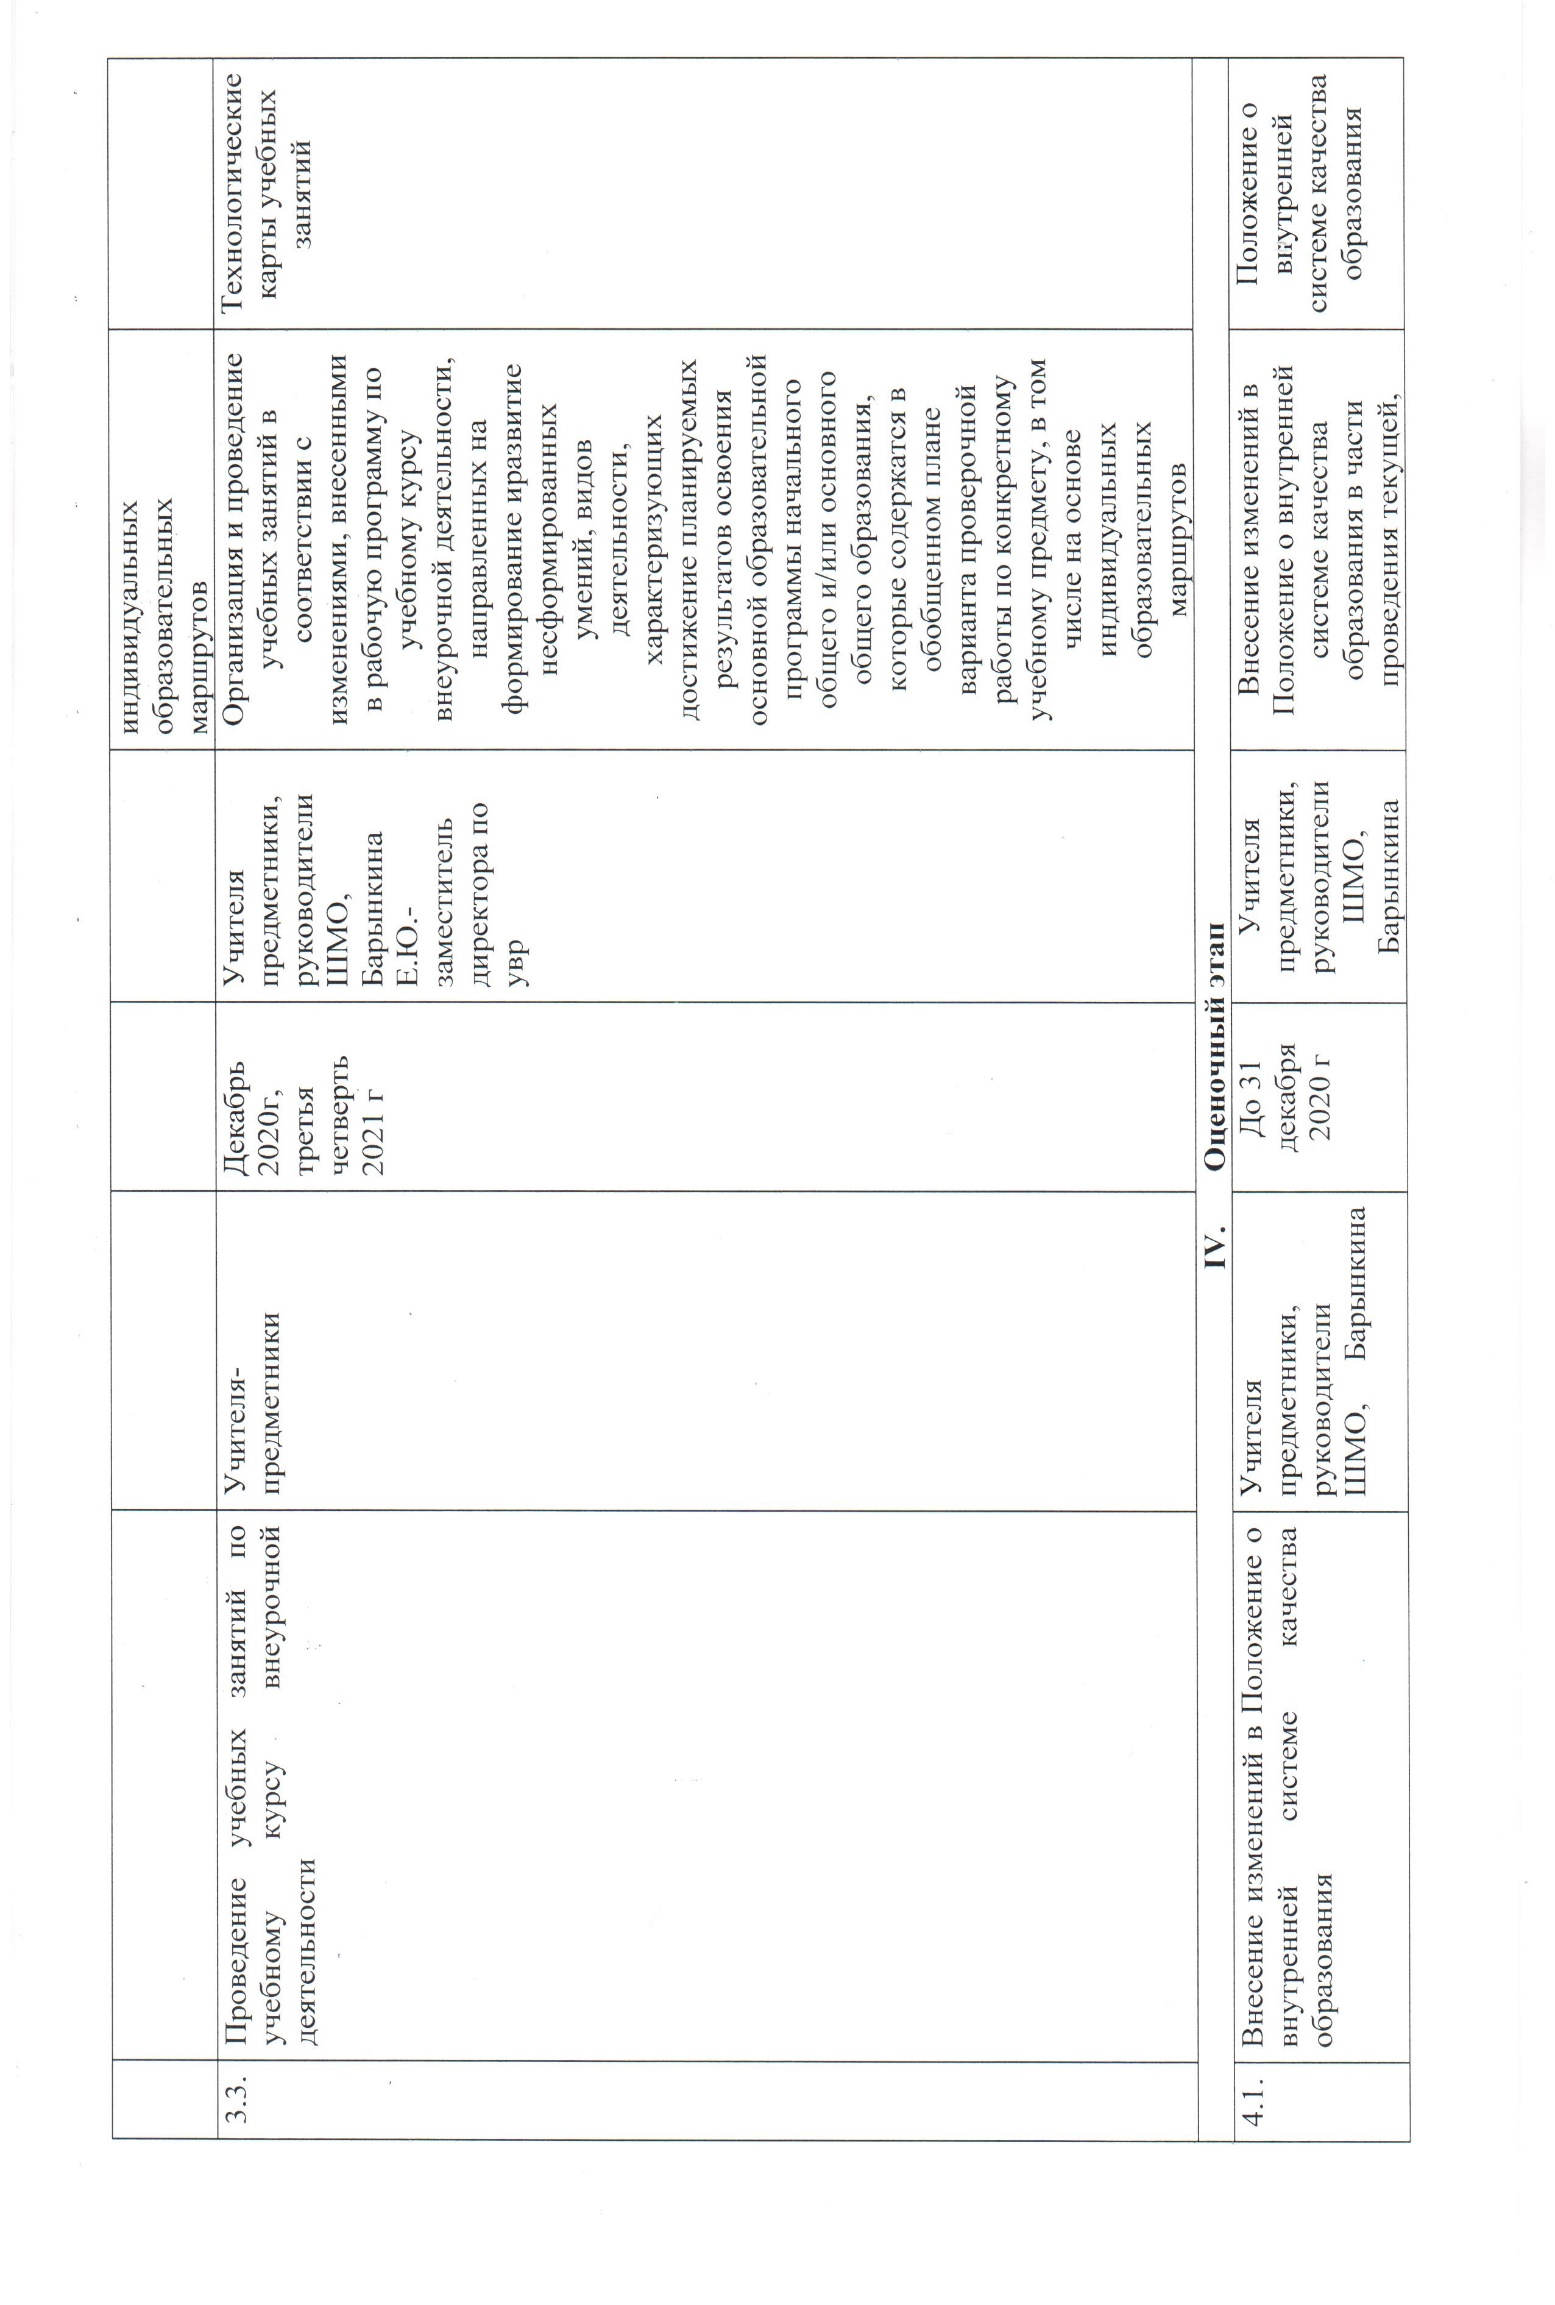 индивидуальных
образовательных
маршрутов
3.3.
Проведение учебных занятий по
учебному курсу внеурочной
деятельности
Учителя-
предметники
Декабрь
2020г,
третья
четверть
2021 г
Учителя
предметники,
руководители
ШМО,
Барынкина
Е.Ю.-
заместитель
директора по
увр
Организация и проведение
учебных занятий в
соответствии с
изменениями, внесенными
в рабочую программу по
учебному курсу
внеурочной деятельности,
направленных на
формирование иразвитие
несформированных
умений, видов
деятельности,
характеризующих
достижение планируемых
результатов освоения
основной образовательной
программы начального
общего и/или основного
общего образования,
которые содержатся в
обобщенном плане
варианта проверочной
работы по конкретному
учебному предмету, в том
числе на основе
индивидуальных
образовательных
маршрутов
Технологические
карты учебных
занятий
IV. Оценочный этап
4.1.
Внесение изменений в Положение о
внутренней системе качества
образования
Учителя
предметники,
руководители
ШМО, Барынкина
До 31
декабря
2020 г
Учителя
предметники,
руководители
ШМО,
Барынкина
Внесение изменений в
Положение о внутренней
системе качества
образования в части
проведения текущей,
Положение о
внутренней
системе качества
образования